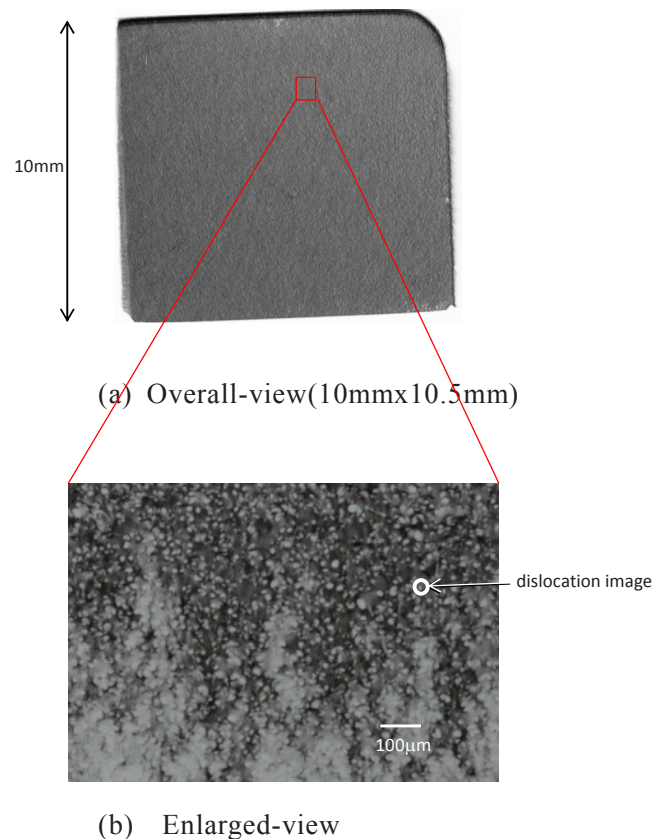 10mm
(a) Overall-view(10mmx10.5mm)
dislocation image
100μm
(b) Enlarged-view